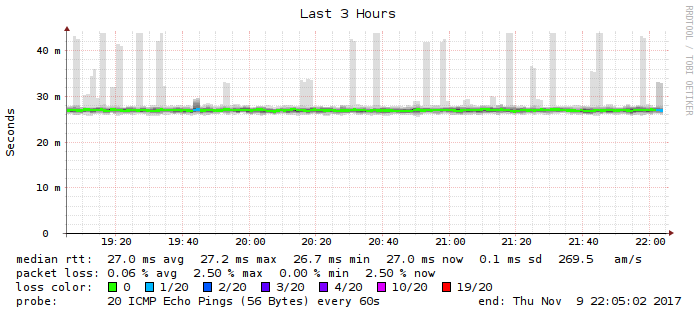 Last 3 Hours
RRDTOOL / TOBI OETIKER
Seconds
40 m
30 m
20 m
10 m
0
19:20 19:40 20:00 20:20 20:40 21:00 21:20 21:40 22:00
median rtt: 27.0 ms avg 27.2 ms max 26.7 ms min 27.0 ms now 0.1 ms sd 269.5 am/s
packet loss: 0.06 % avg 2.50 % max 0.00 % min 2.50 % now
loss color: 0 1/20 2/20 3/20 4/20 10/20 19/20
probe: 20 ICMP Echo Pings (56 Bytes) every 60s end: Thu Nov 9 22:05:02 2017